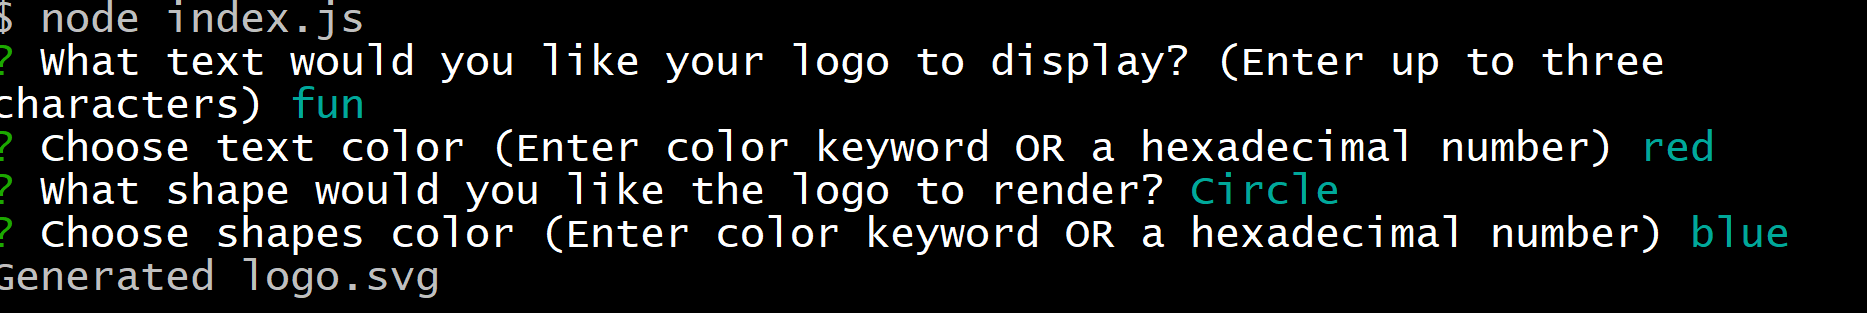 $ node index.js
? What text would you like your logo to display? (Enter up to three
characters) fun
? Choose text color (Enter color keyword OR a hexadecimal number) red
? What shape would you like the logo to render? Circle
? Choose shapes color (Enter color keyword OR a hexadecimal number) blue
Generated logo.svg